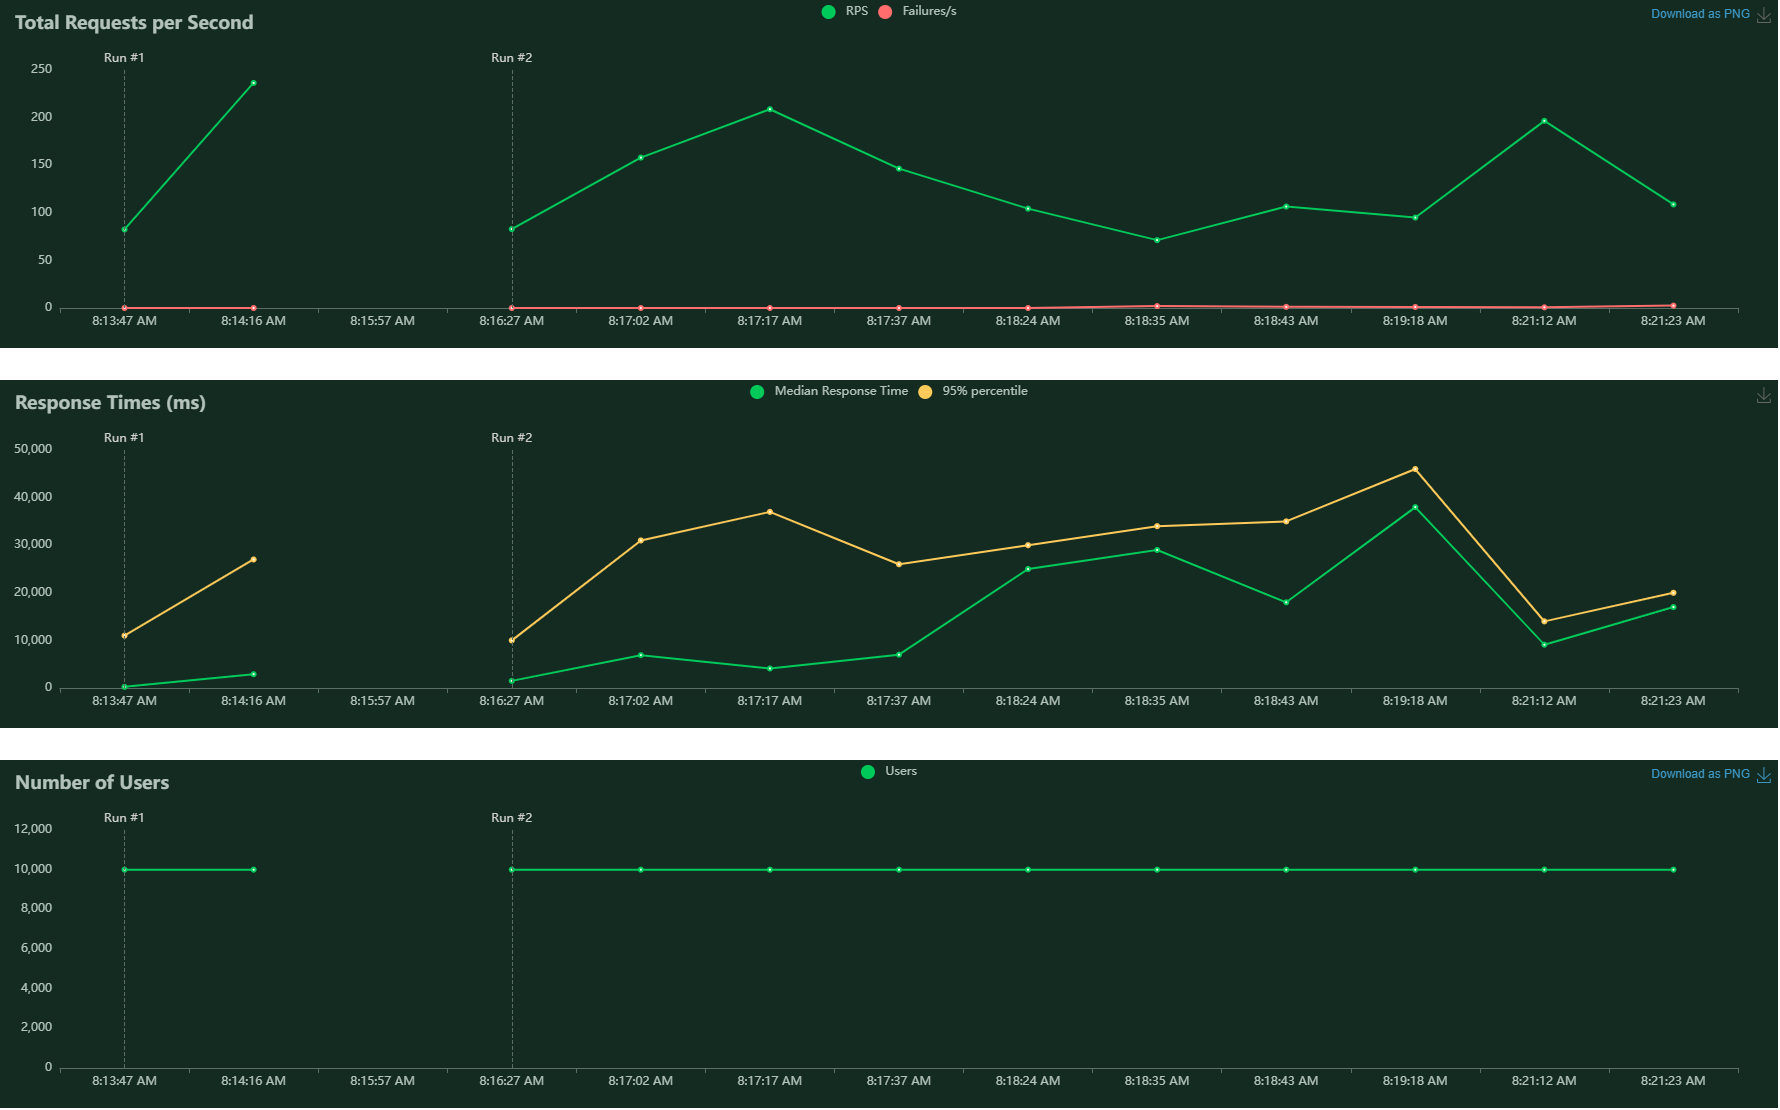 Total Requests per Second
RPS Failures/s
Download as PNG
Run #1 Run #2
250
200
150
100
50
0
8:13:47 AM 8:14:16 AM 8:15:57 AM 8:16:27 AM 8:17:02 AM 8:17:17 AM 8:17:37 AM 8:18:24 AM 8:18:35 AM 8:18:43 AM 8:19:18 AM 8:21:12 AM 8:21:23 AM
Response Times (ms)
Median Response Time 95% percentile
Run #1 Run #2
50,000
40,000
30,000
20,000
10,000
0
8:13:47 AM 8:14:16 AM 8:15:57 AM 8:16:27 AM 8:17:02 AM 8:17:17 AM 8:17:37 AM 8:18:24 AM 8:18:35 AM 8:18:43 AM 8:19:18 AM 8:21:12 AM 8:21:23 AM
Number of Users
Users
Download as PNG
Run #1 Run #2
12,000
10,000
8,000
6,000
4,000
2,000
0
8:13:47 AM 8:14:16 AM 8:15:57 AM 8:16:27 AM 8:17:02 AM 8:17:17 AM 8:17:37 AM 8:18:24 AM 8:18:35 AM 8:18:43 AM 8:19:18 AM 8:21:12 AM 8:21:23 AM